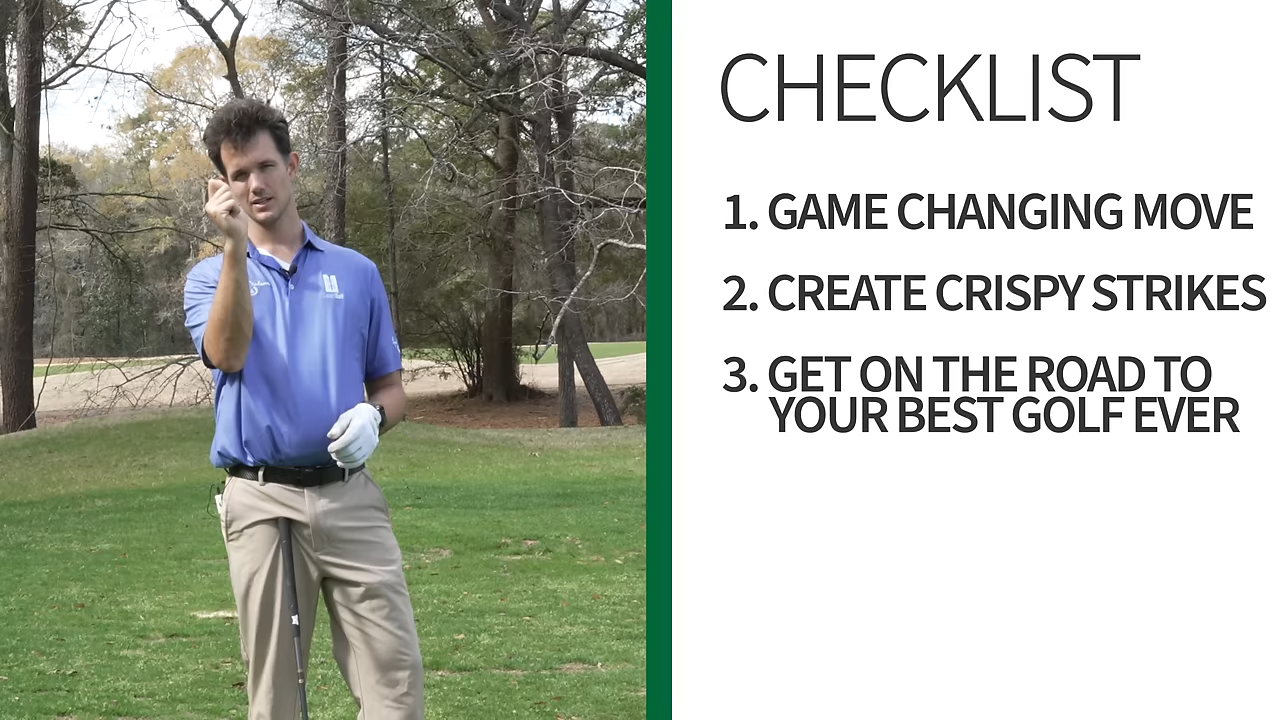 CHECKLIST
1. GAME CHANGING MOVE
2. CREATE CRISPY STRIKES
3. GET ON THE ROAD TO
YOUR BEST GOLF EVER